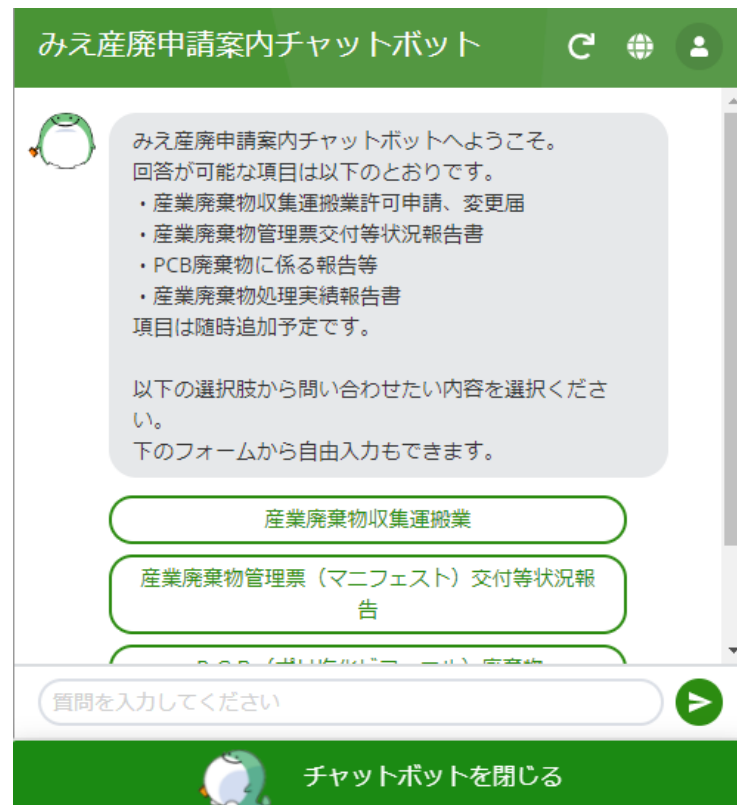 みえ産廃申請案内チャットボット
みえ産廃申請案内チャットボットへようこそ。
回答が可能な項目は以下のとおりです。
・産業廃棄物収集運搬業許可申請、変更届
・産業廃棄物管理票交付等状況報告書
・PCB廃棄物に係る報告等
・産業廃棄物処理実績報告書
項目は随時追加予定です。
以下の選択肢から問い合わせたい内容を選択くださ
い。
下のフォームから自由入力もできます。
産業廃棄物収集運搬業
産業廃棄物管理票（マニフェスト）交付等状況報
告
質問を入力してください
チャットボットを閉じる